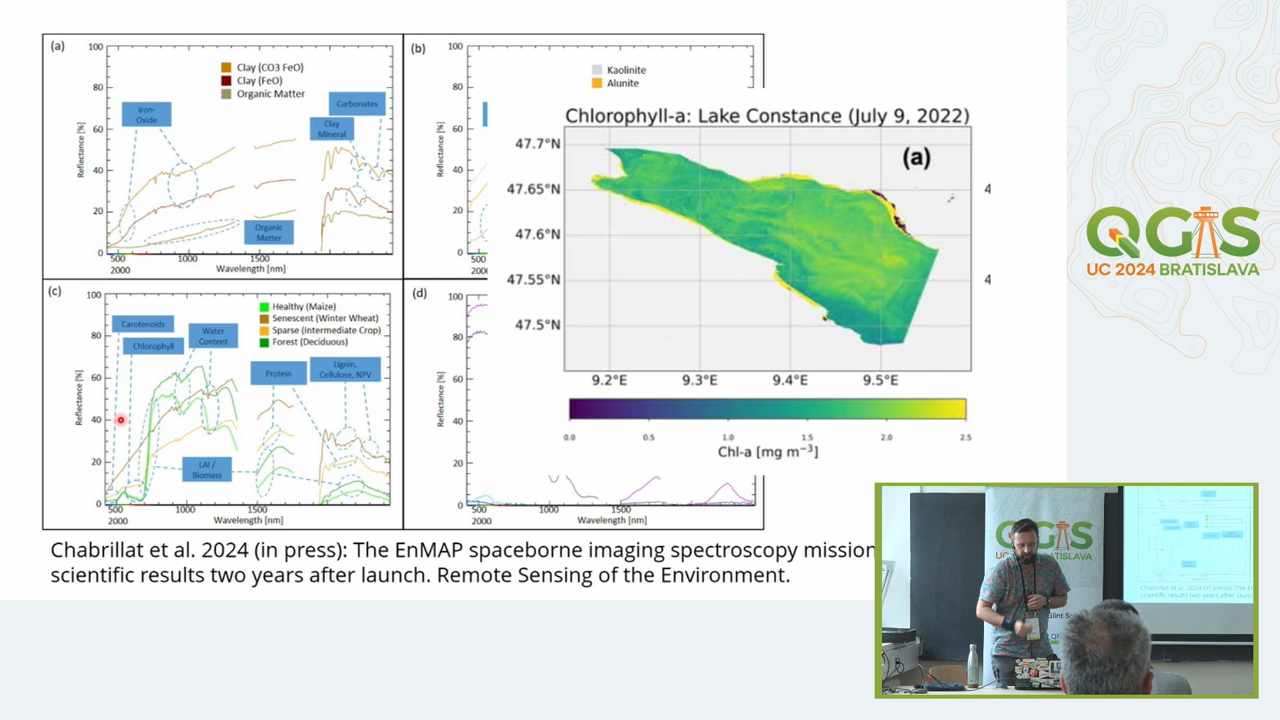 (a)
100
80
60
40
20
0
Reflectance [%]
Clay (CO3 FeO)
Clay (FeO)
Organic Matter
Iron-
Oxide
Carbonates
Clay
Mineral
Organic
Matter
500
1000
1500
2000
Wavelength [nm]
(b)
100
80
60
40
20
0
Reflectance [%]
Kaolinite
Alunite
500
(c)
100
80
60
40
20
0
Reflectance [%]
Healthy (Maize)
Senescent (Winter Wheat)
Sparse (Intermediate Crop)
Forest (Deciduous)
Carotenoids
Chlorophyll
Water
Content
Protein
Lignin,
Cellulose, NPV
LAI /
Biomass
500
1000
1500
2000
Wavelength [nm]
(d)
100
80
60
40
20
0
Reflectance [%]
500
1000
1500
2000
Wavelength [nm]
Chlorophyll-a: Lake Constance (July 9, 2022)
(a)
47.7°N
47.65°N
47.6°N
47.55°N
47.5°N
9.2°E
9.3°E
9.4°E
9.5°E
4
4
0.0
0.5
1.0
1.5
2.0
2.5
Chl-a [mg m⁻³]
Chabrillat et al. 2024 (in press): The EnMAP spaceborne imaging spectroscopy mission
scientific results two years after launch. Remote Sensing of the Environment.
QGIS
UC 2024 BRATISLAVA